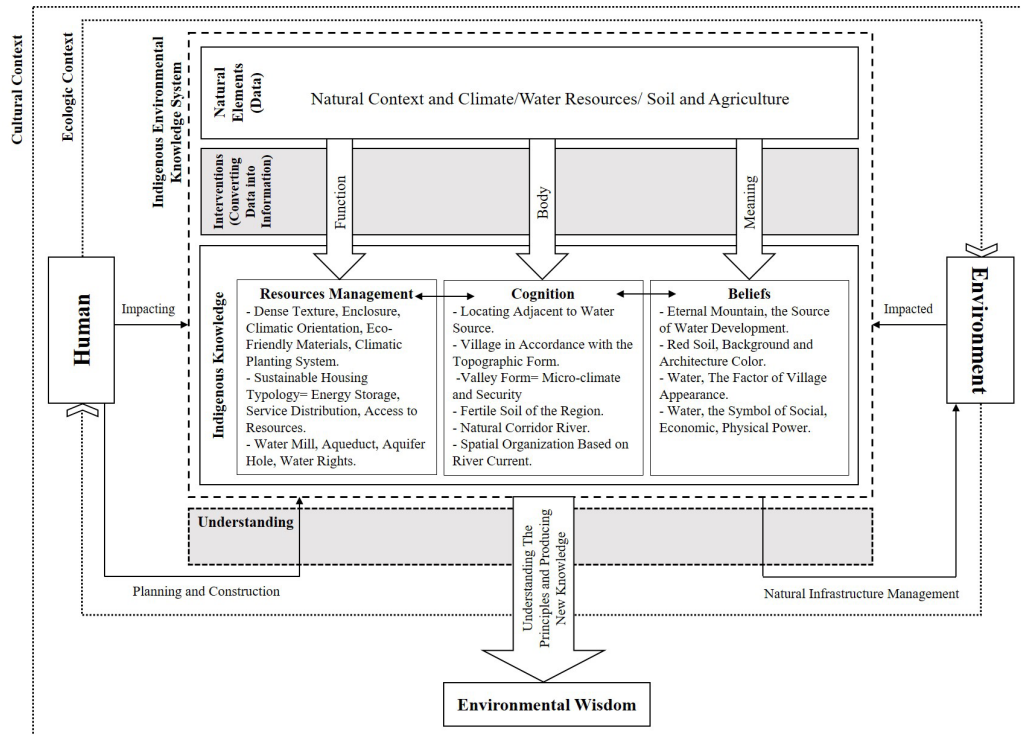 Cultural Context
Ecologic Context
Indigenous Environmental
Knowledge System
Natural
Elements
(Data)
Natural Context and Climate/Water Resources/ Soil and Agriculture
Interventions
(Converting
Data into
Information)
Function
Body
Meaning
Human
Impacting
Environment
Impacted
Indigenous Knowledge
Resources Management
- Dense Texture, Enclosure,
Climatic Orientation, Eco-
Friendly Materials, Climatic
Planting System.
- Sustainable Housing
Typology= Energy Storage,
Service Distribution, Access to
Resources.
- Water Mill, Aqueduct, Aquifer
Hole, Water Rights.
Cognition
- Locating Adjacent to Water
Source.
- Village in Accordance with the
Topographic Form.
-Valley Form= Micro-climate
and Security
- Fertile Soil of the Region.
- Natural Corridor River.
- Spatial Organization Based on
River Current.
Beliefs
- Eternal Mountain, the Source
of Water Development.
- Red Soil, Background and
Architecture Color.
- Water, The Factor of Village
Appearance.
- Water, the Symbol of Social,
Economic, Physical Power.
Understanding
Understanding The
Principles and Producing
New Knowledge
Planning and Construction
Natural Infrastructure Management
Environmental Wisdom